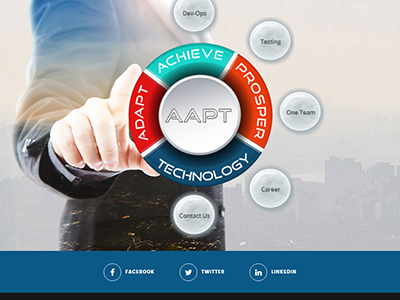 Dev-Ops
Testing
One Team
Career
Contact Us
ACHIEVE
PROSPER
ADAPT
TECHNOLOGY
AAPT
FACEBOOK
TWITTER
LINKEDIN